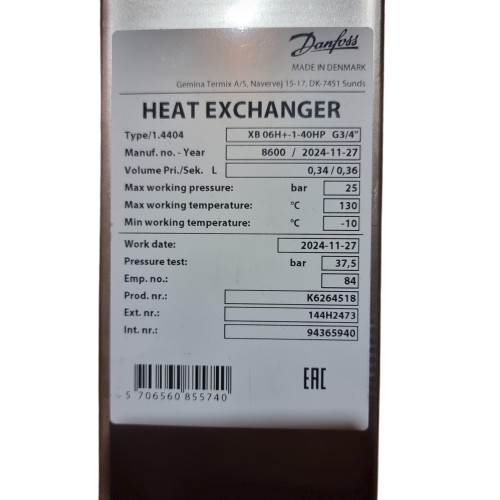 Danfoss
MADE IN DENMARK
Gemina Termix A/S, Navervej 15-17, DK-7451 Sunds
HEAT EXCHANGER
Type/1.4404 XB 06H+-1-40HP G3/4"
Manuf. no. - Year 8600 / 2024-11-27
Volume Pri./Sek. L 0,34 / 0,36
Max working pressure: bar 25
Max working temperature: °C 130
Min working temperature: °C -10
Work date: 2024-11-27
Pressure test: bar 37,5
Emp. no.: 84
Prod. nr.: K6264518
Ext. nr.: 144H2473
Int. nr.: 94365940
EAC
5 706560 855740